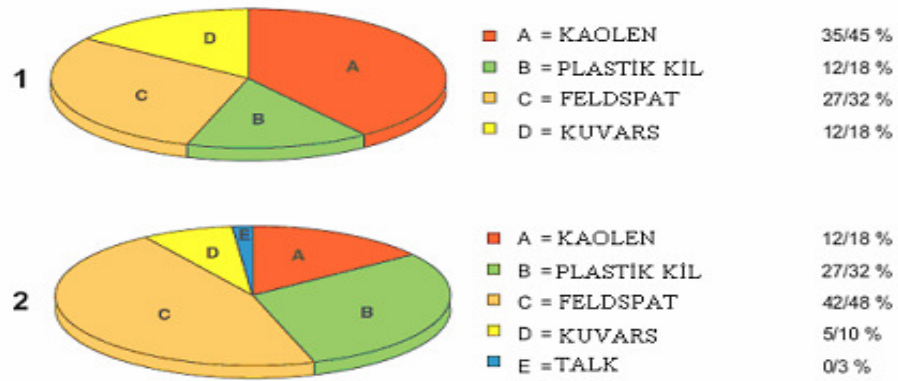 1
D
A
C
B
A = KAOLEN 35/45 %
B = PLASTİK KİL 12/18 %
C = FELDSPAT 27/32 %
D = KUVARS 12/18 %
2
E
D
A
C
B
A = KAOLEN 12/18 %
B = PLASTİK KİL 27/32 %
C = FELDSPAT 42/48 %
D = KUVARS 5/10 %
E = TALK 0/3 %